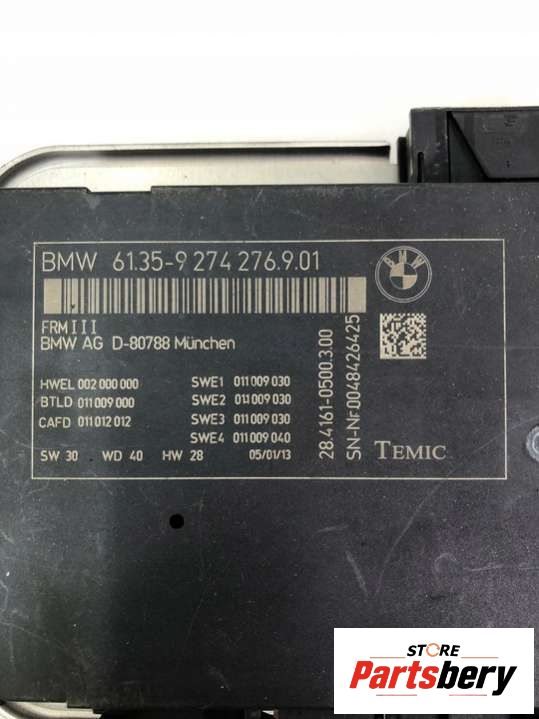 BMW 61.35-9 274 276.9.01
BMW
FRM III
BMW AG D-80788 München
HWEL 002 000 000
BTLD 011 009 000
CAFD 011 012 012
SWE1 011 009 030
SWE2 011 009 030
SWE3 011 009 030
SWE4 011 009 040
SW 30 WD 40 HW 28 05/01/13
28.4161-0500.3.00
SN-Nr0048426425
TEMIC
STORE
Partsbery